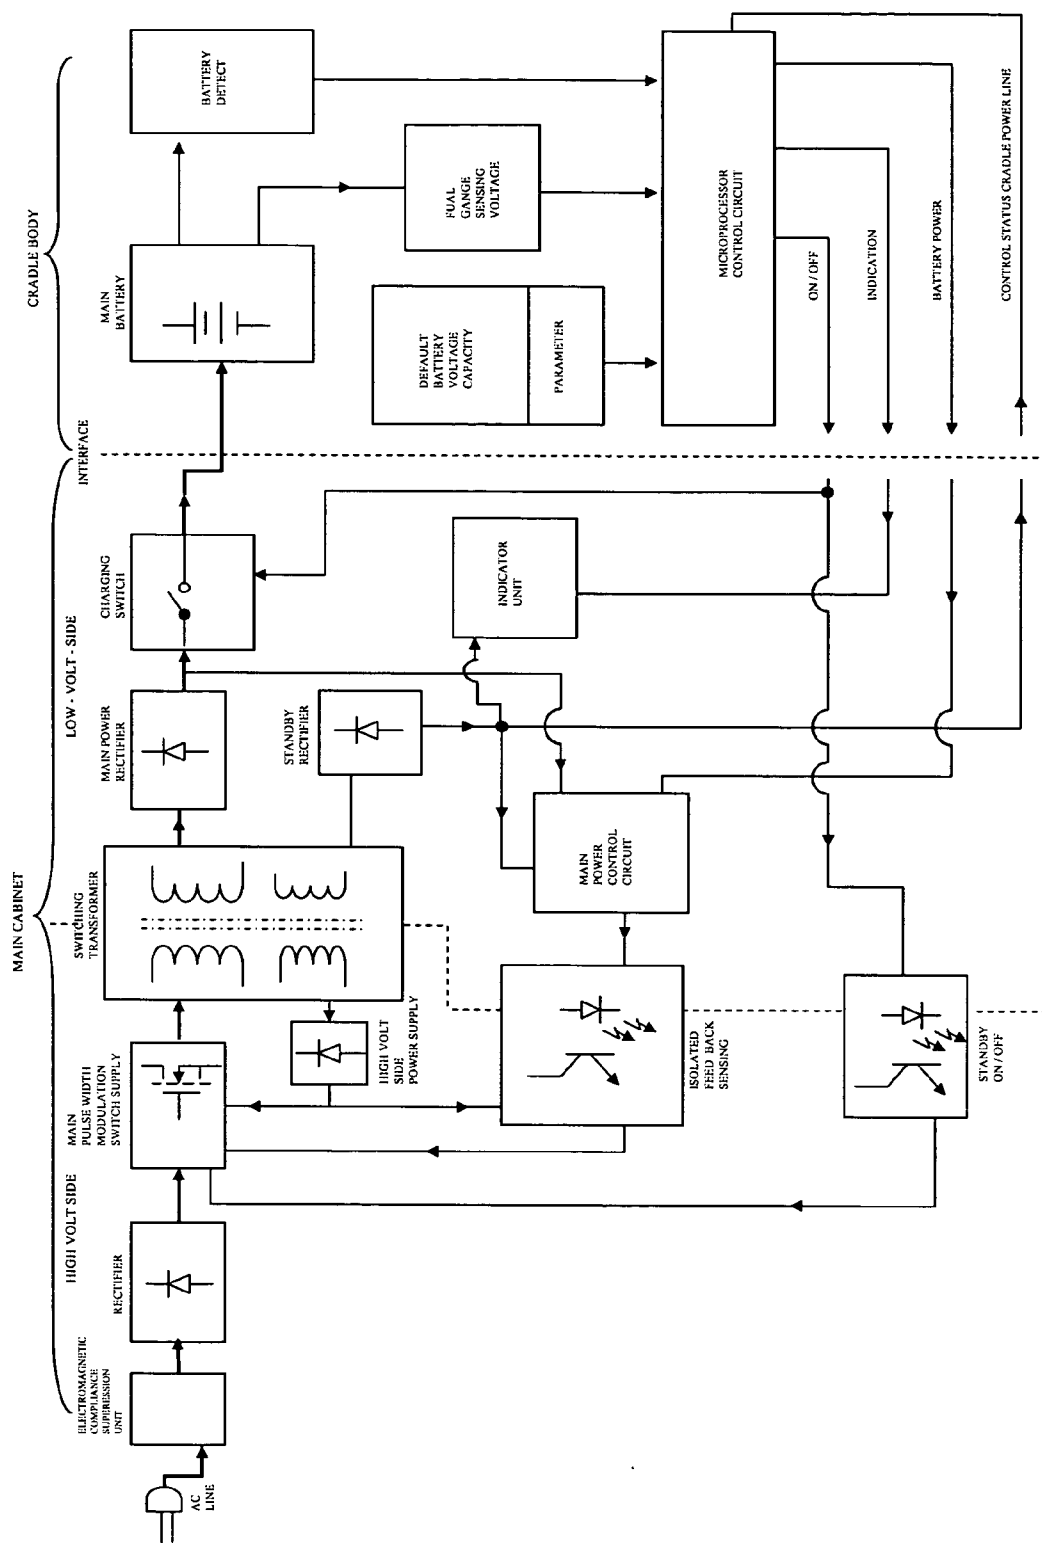 MAIN CABINET
CRADLE BODY
HIGH VOLT SIDE
LOW - VOLT - SIDE
INTERFACE
AC
LINE
ELECTROMAGNETIC
COMPLIANCE
SUPERESSION
UNIT
RECTIFIER
MAIN
PULSE WIDTH
MODULATION
SWITCH SUPPLY
SWITCHING
TRANSFORMER
MAIN POWER
RECTIFIER
CHARGING
SWITCH
MAIN
BATTERY
BATTERY
DETECT
HIGH VOLT
SIDE
POWER SUPPLY
STANDBY
RECTIFIER
FUAL
GANGE
SENSING
VOLTAGE
DEFAULT
BATTERY
VOLTAGE
CAPACITY
PARAMETER
INDICATOR
UNIT
MAIN
POWER
CONTROL
CIRCUIT
ISOLATED
FEED BACK
SENSING
MICROPROCESSOR
CONTROL CIRCUIT
ON / OFF
INDICATION
BATTERY POWER
CONTROL STATUS CRADLE POWER LINE
STANDBY
ON / OFF